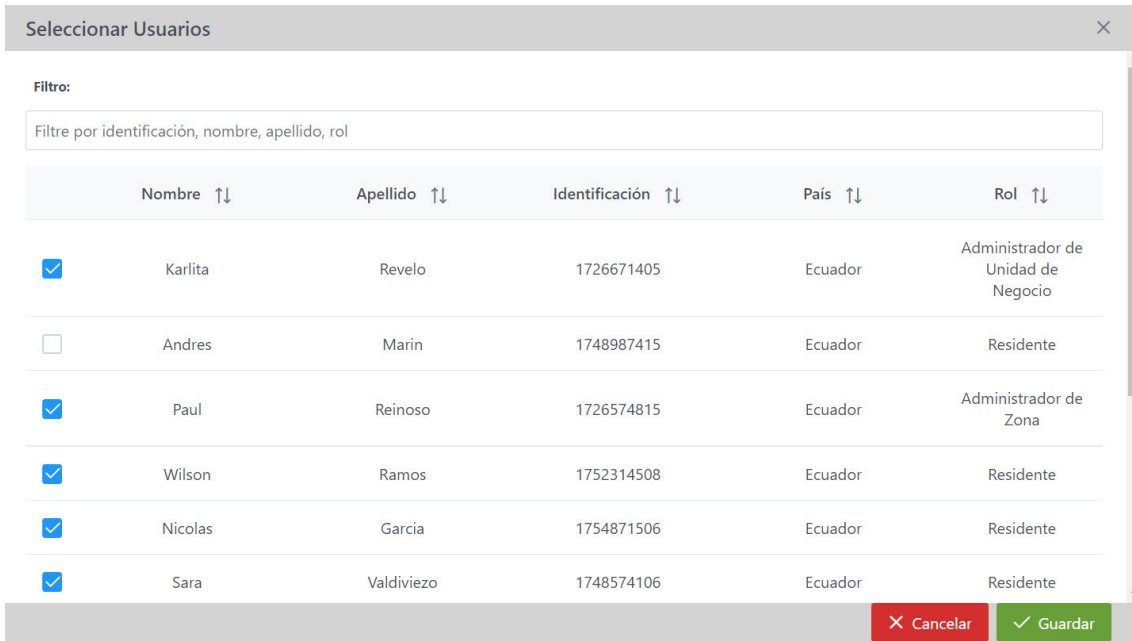 Seleccionar Usuarios
Filtro:
Filtre por identificación, nombre, apellido, rol
Nombre Apellido Identificación País Rol
Karlita Revelo 1726671405 Ecuador Administrador de
Unidad de
Negocio
Andres Marin 1748987415 Ecuador Residente
Paul Reinoso 1726574815 Ecuador Administrador de
Zona
Wilson Ramos 1752314508 Ecuador Residente
Nicolas Garcia 1754871506 Ecuador Residente
Sara Valdiviezo 1748574106 Ecuador Residente
Cancelar Guardar